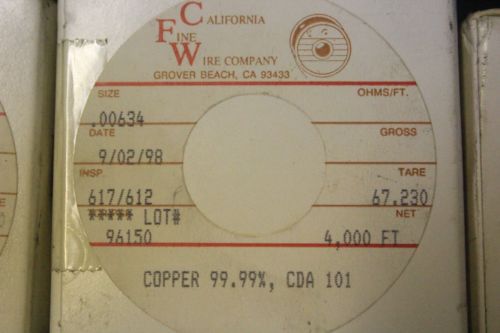 CALIFORNIA
FINE
WIRE COMPANY
GROVER BEACH, CA 93433
SIZE OHMS/FT.
.00634
DATE GROSS
9/02/98
INSP. TARE
617/612 67.230
***** LOT# NET
96150 4,000 FT
COPPER 99.99%, CDA 101